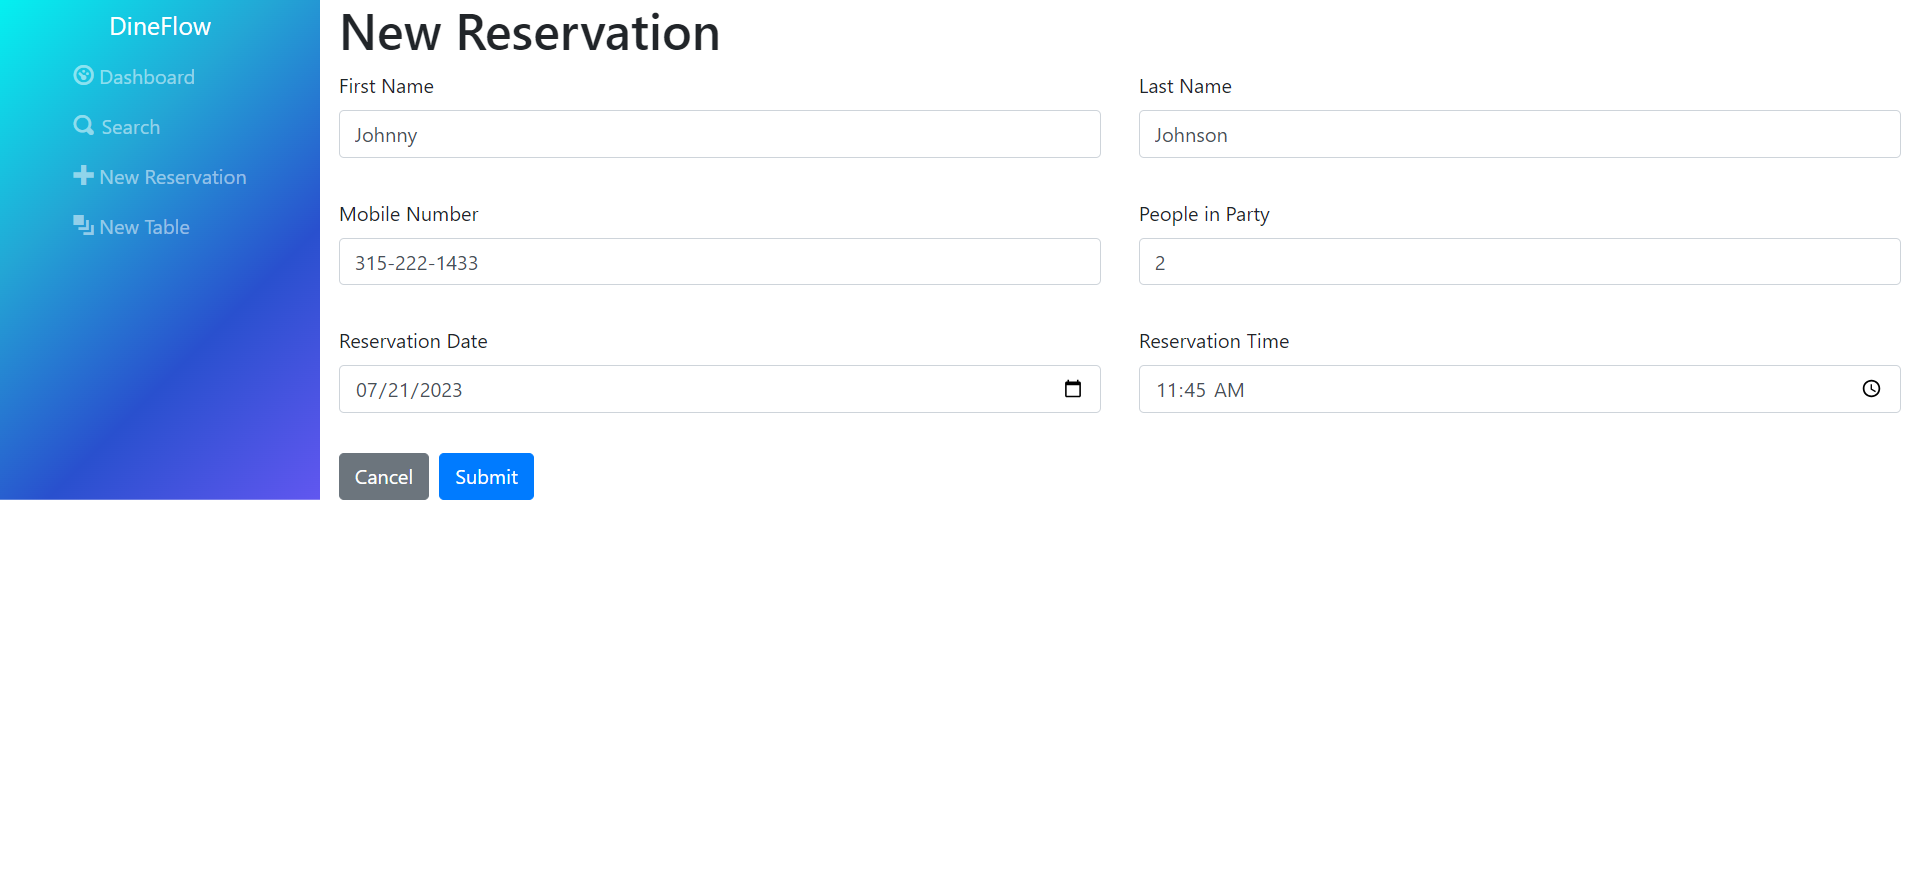 DineFlow
Dashboard
Search
New Reservation
New Table
New Reservation
First Name
Last Name
Johnny
Johnson
Mobile Number
People in Party
315-222-1433
2
Reservation Date
Reservation Time
07/21/2023
11:45 AM
Cancel
Submit